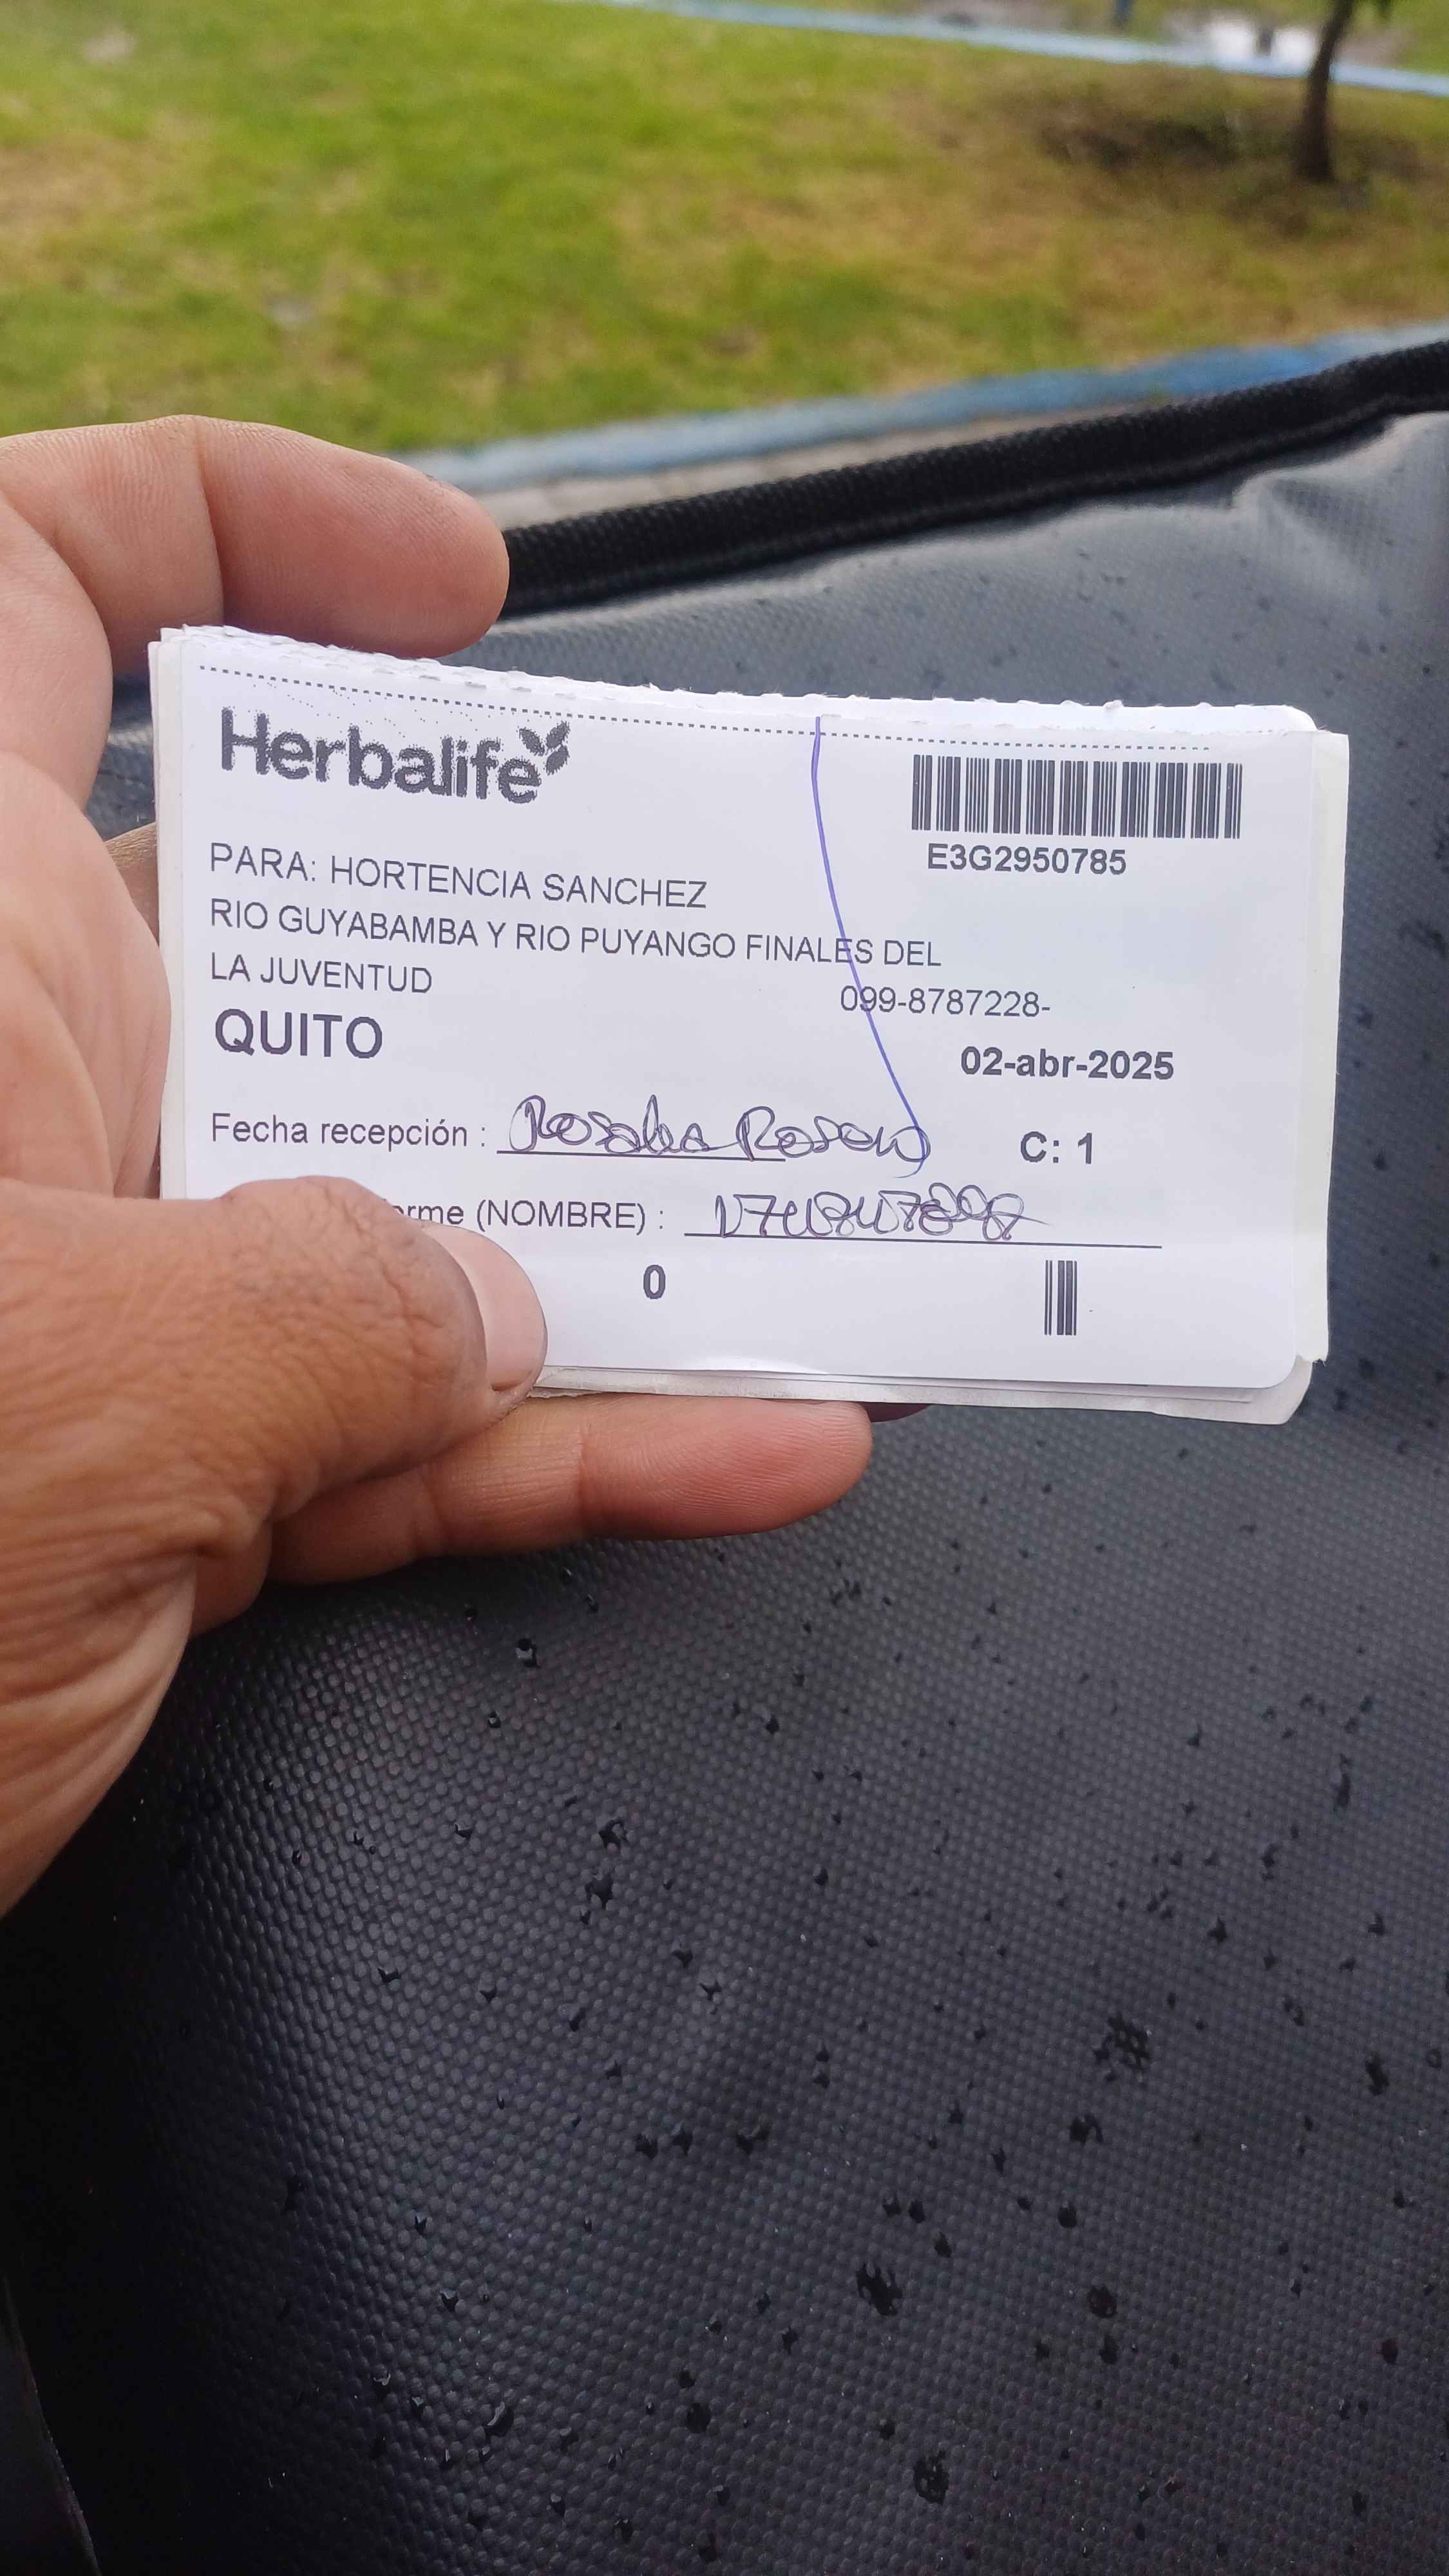 Herbalife
E3G2950785
PARA: HORTENCIA SANCHEZ
RIO GUYABAMBA Y RIO PUYANGO FINALES DEL
LA JUVENTUD
099-8787228-
QUITO
02-abr-2025
Fecha recepción : Rosalia
C: 1
(NOMBRE) :
0